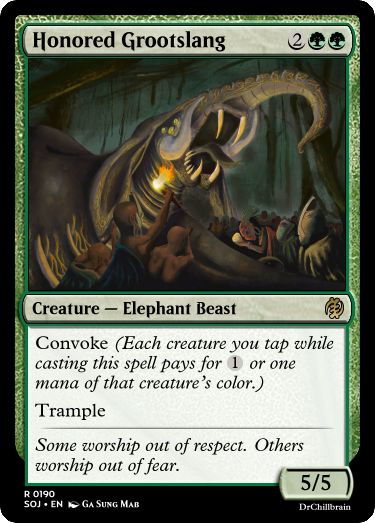 Honored Grootslang 2
Creature — Elephant Beast
Convoke (Each creature you tap while
casting this spell pays for 1 or one
mana of that creature's color.)
Trample
Some worship out of respect. Others
worship out of fear.
5/5
R 0190
SOJ • EN Ga Sung Mab
DrChillbrain